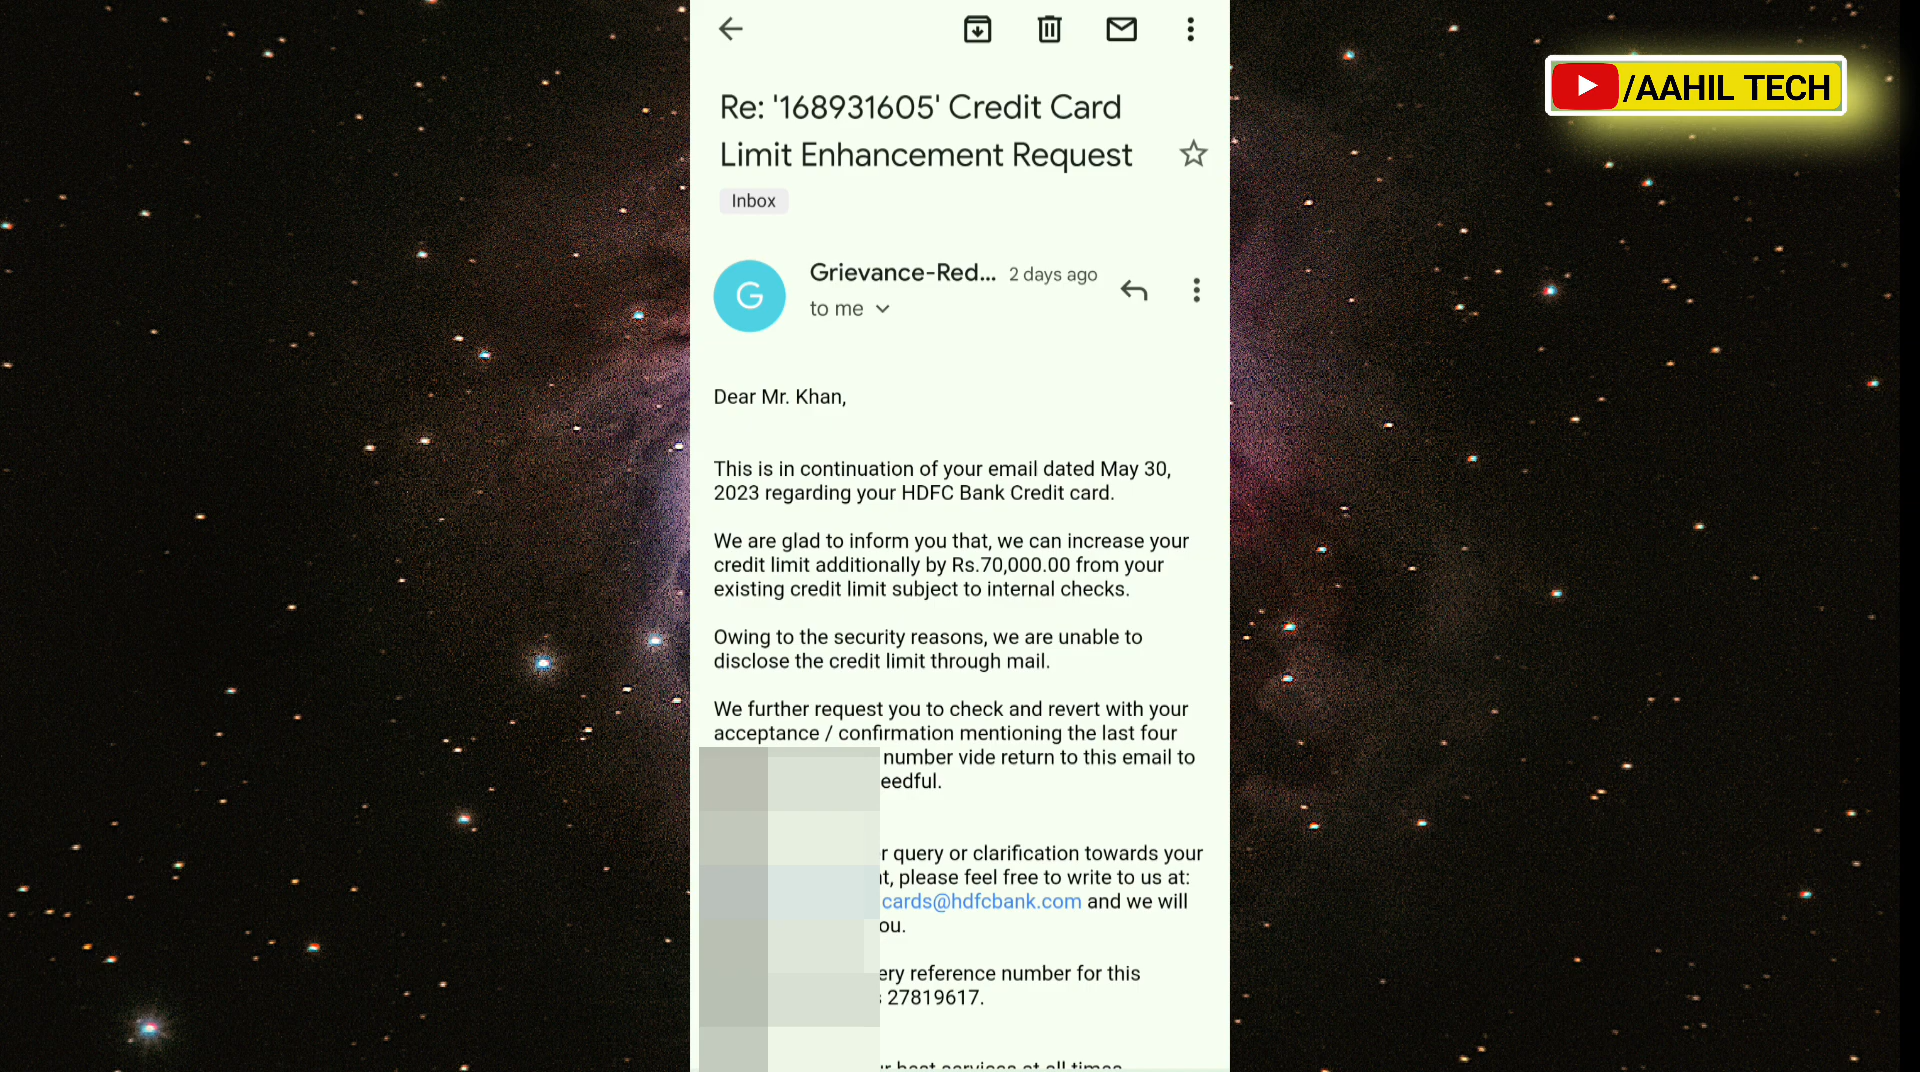 /AAHIL TECH
Re: '168931605' Credit Card
Limit Enhancement Request
Inbox
G
Grievance-Red... 2 days ago
to me
Dear Mr. Khan,
This is in continuation of your email dated May 30,
2023 regarding your HDFC Bank Credit card.
We are glad to inform you that, we can increase your
credit limit additionally by Rs.70,000.00 from your
existing credit limit subject to internal checks.
Owing to the security reasons, we are unable to
disclose the credit limit through mail.
We further request you to check and revert with your
acceptance / confirmation mentioning the last four
number vide return to this email to
eedful.
r query or clarification towards your
t, please feel free to write to us at:
cards@hdfcbank.com and we will
ou.
ery reference number for this
27819617.
best services at all times